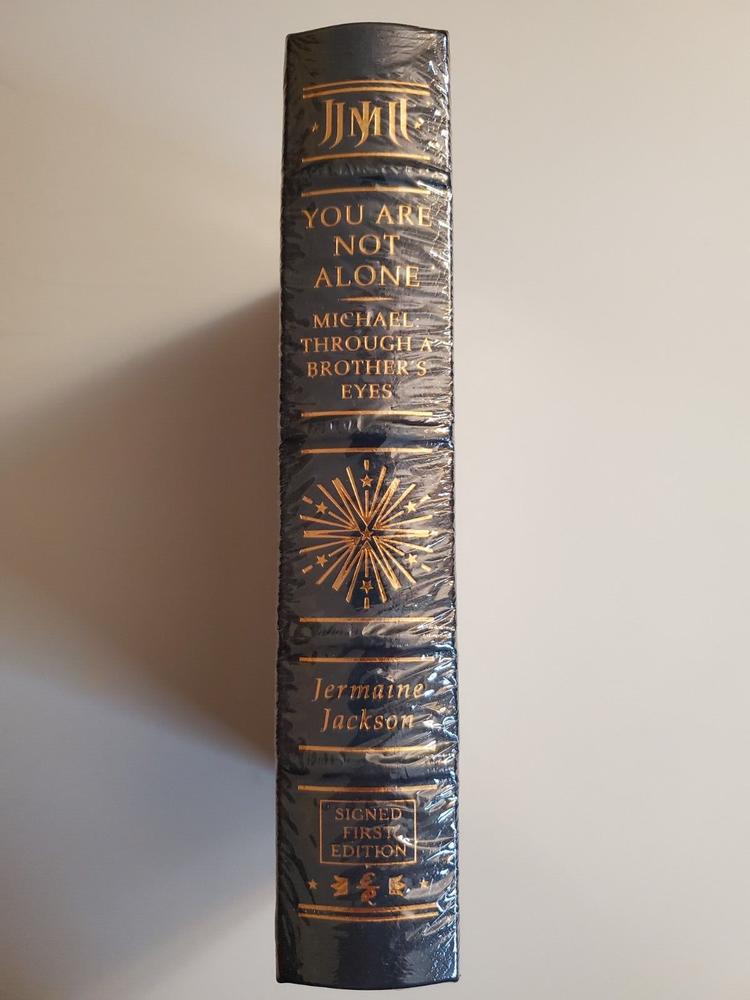 YOU ARE
NOT
ALONE
MICHAEL:
THROUGH A
BROTHER'S
EYES
Jermaine
Jackson
SIGNED
FIRST
EDITION